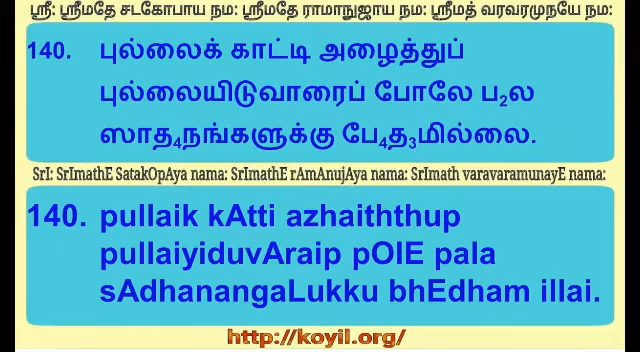 ஸ்ரீ: ஸ்ரீமதே சடகோபாய நம: ஸ்ரீமதே ராமாநுஜாய நம: ஸ்ரீமத் வரவரமுநயே நம:
140. புல்லைக் காட்டி அழைத்துப்
புல்லையிடுவாரைப் போலே ப₂ல
ஸாத₄நங்களுக்கு பே₄த₃மில்லை.
SrI: SrImathE SatakOpAya nama: SrImathE rAmAnujAya nama: SrImath varavaramunayE nama:
140. pullaik kAtti azhaiththup
pullaiyiduvAraip pOlE pala
sAdhanangaLukku bhEdham illai.
http://koyil.org/